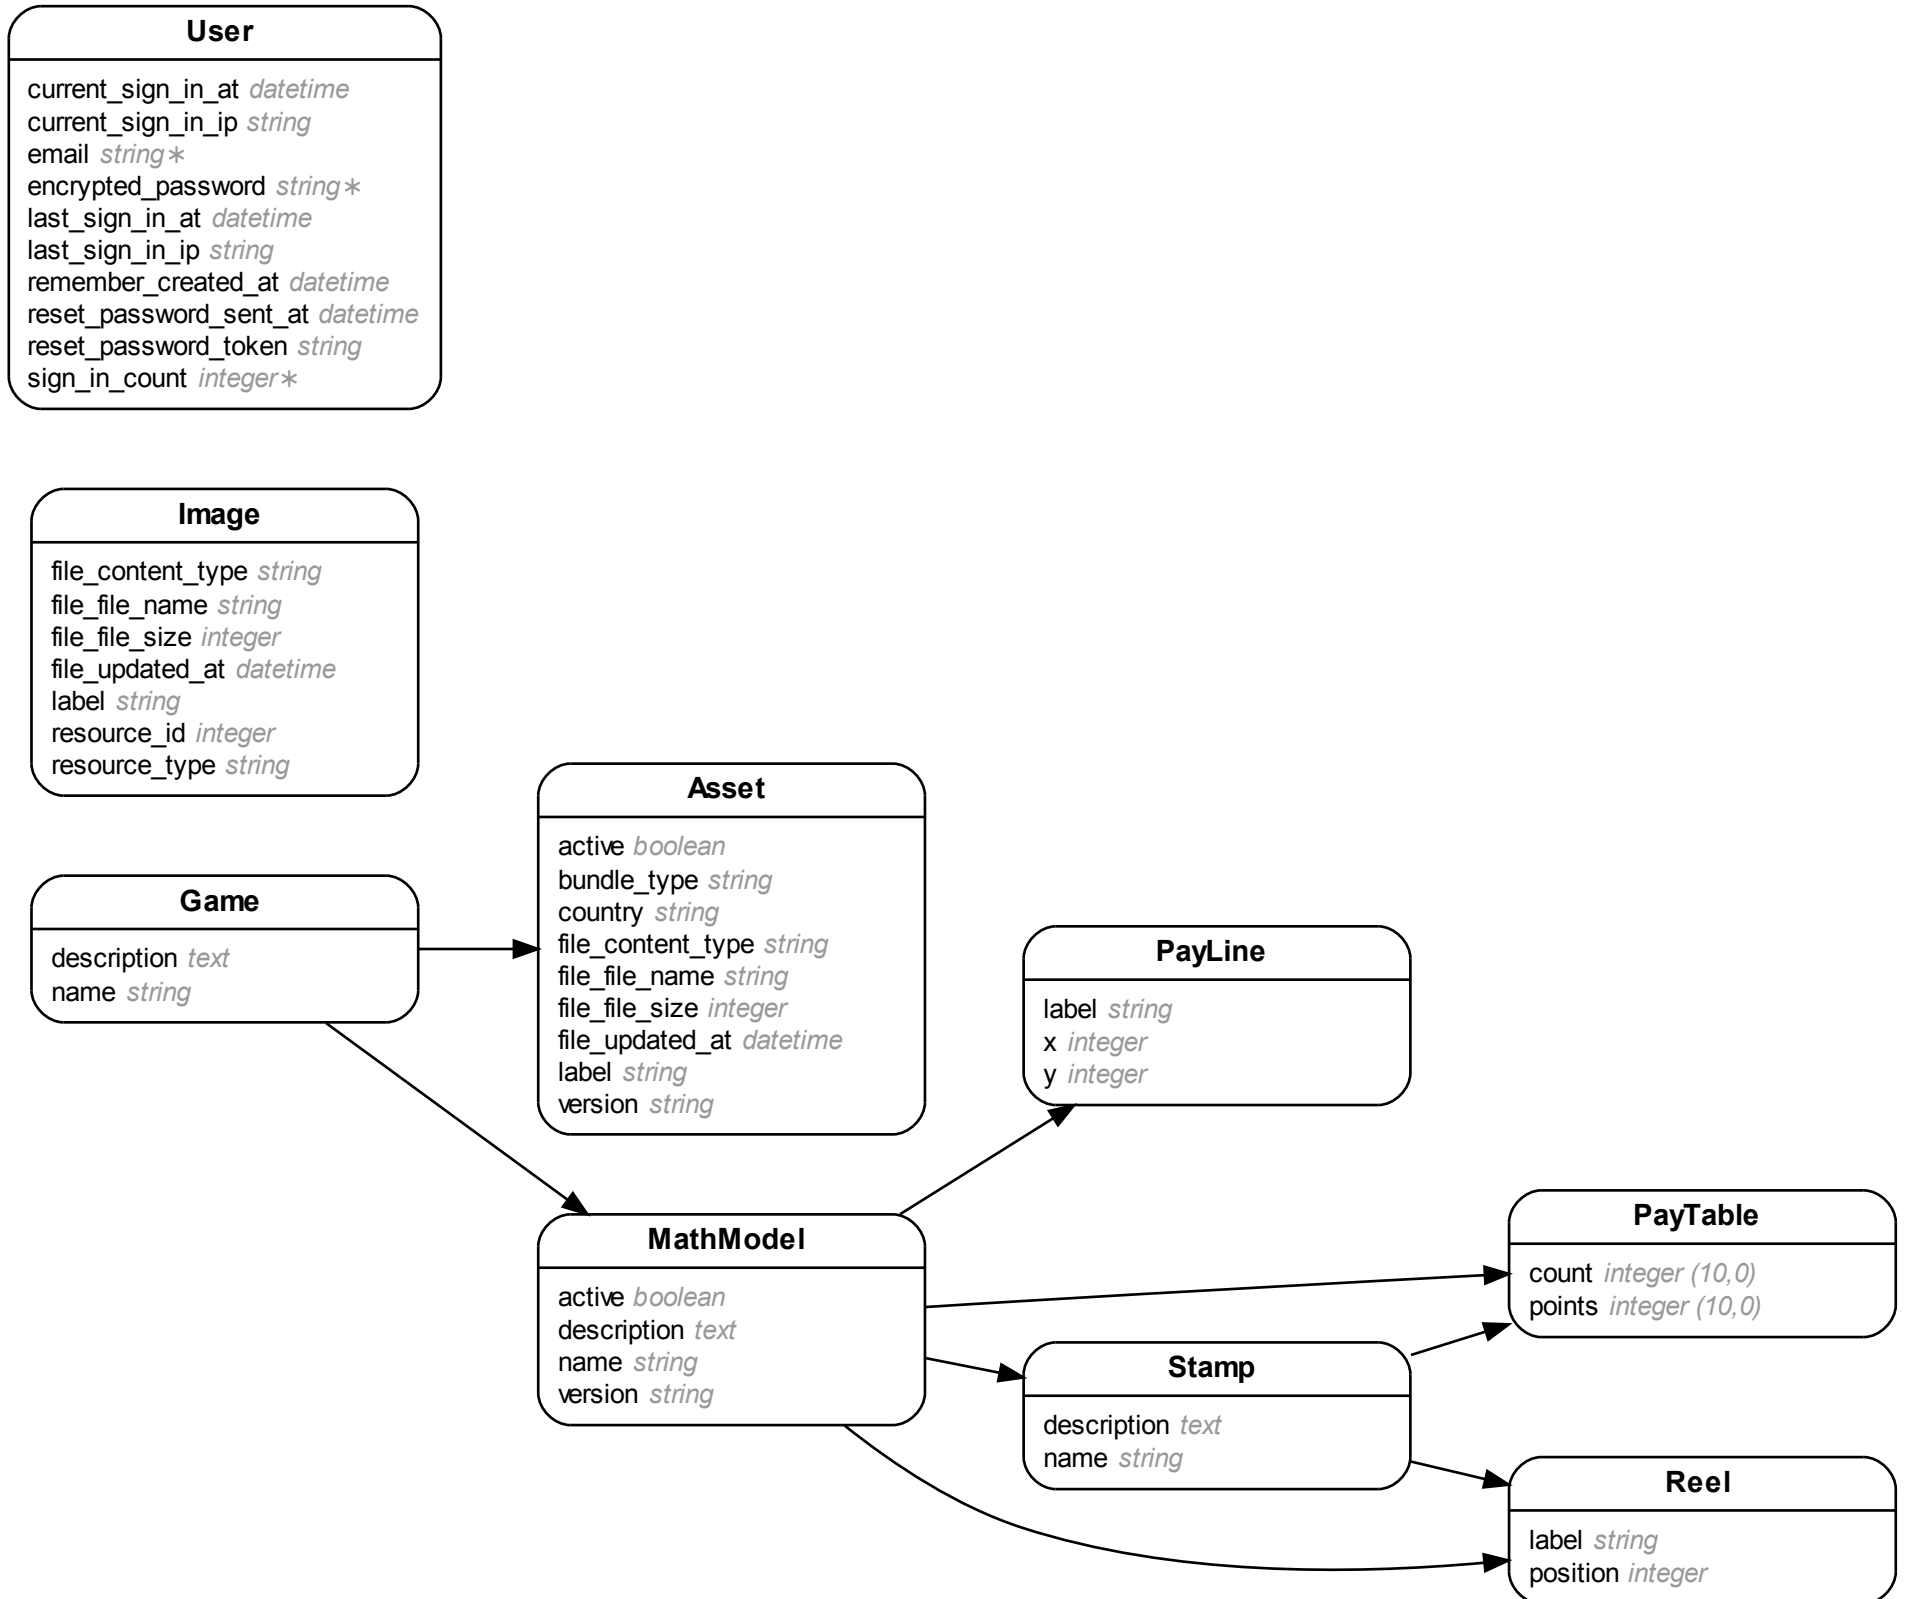 User
current_sign_in_at datetime
current_sign_in_ip string
email string∗
encrypted_password string∗
last_sign_in_at datetime
last_sign_in_ip string
remember_created_at datetime
reset_password_sent_at datetime
reset_password_token string
sign_in_count integer∗
Image
file_content_type string
file_file_name string
file_file_size integer
file_updated_at datetime
label string
resource_id integer
resource_type string
Game
description text
name string
Asset
active boolean
bundle_type string
country string
file_content_type string
file_file_name string
file_file_size integer
file_updated_at datetime
label string
version string
MathModel
active boolean
description text
name string
version string
PayLine
label string
x integer
y integer
Stamp
description text
name string
PayTable
count integer (10,0)
points integer (10,0)
Reel
label string
position integer